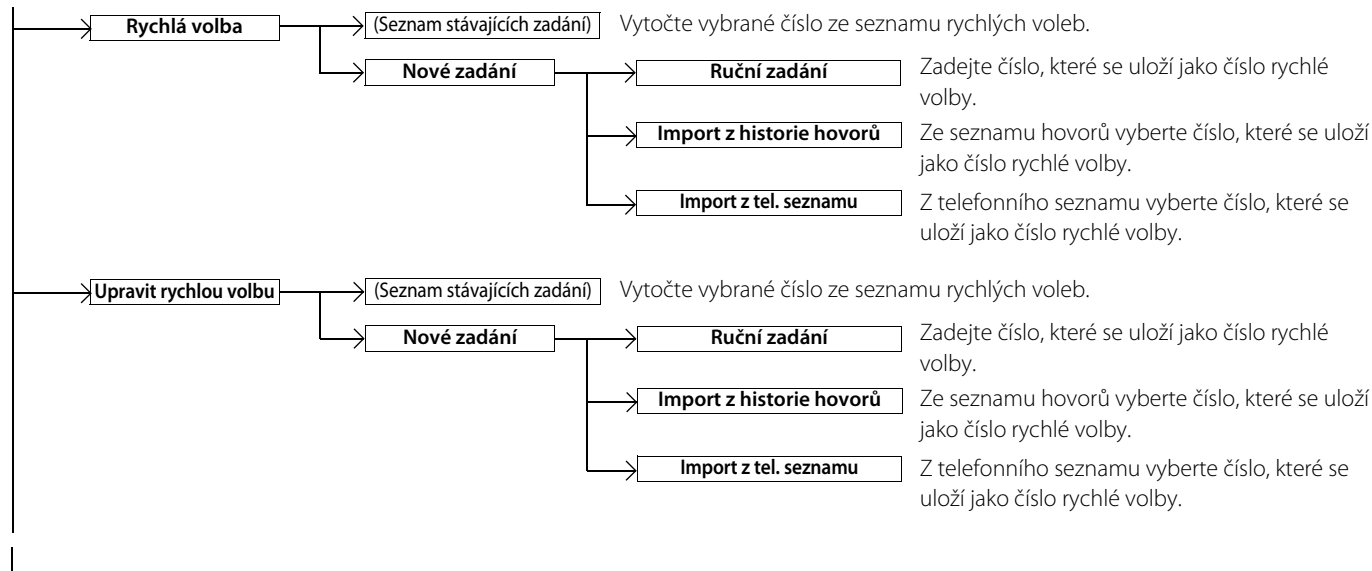 Rychlá volba
(Seznam stávajících zadání)
Vytočte vybrané číslo ze seznamu rychlých voleb.
Nové zadání
Ruční zadání
Zadejte číslo, které se uloží jako číslo rychlé
volby.
Import z historie hovorů
Ze seznamu hovorů vyberte číslo, které se uloží
jako číslo rychlé volby.
Import z tel. seznamu
Z telefonního seznamu vyberte číslo, které se
uloží jako číslo rychlé volby.
Upravit rychlou volbu
(Seznam stávajících zadání)
Vytočte vybrané číslo ze seznamu rychlých voleb.
Nové zadání
Ruční zadání
Zadejte číslo, které se uloží jako číslo rychlé
volby.
Import z historie hovorů
Ze seznamu hovorů vyberte číslo, které se uloží
jako číslo rychlé volby.
Import z tel. seznamu
Z telefonního seznamu vyberte číslo, které se
uloží jako číslo rychlé volby.